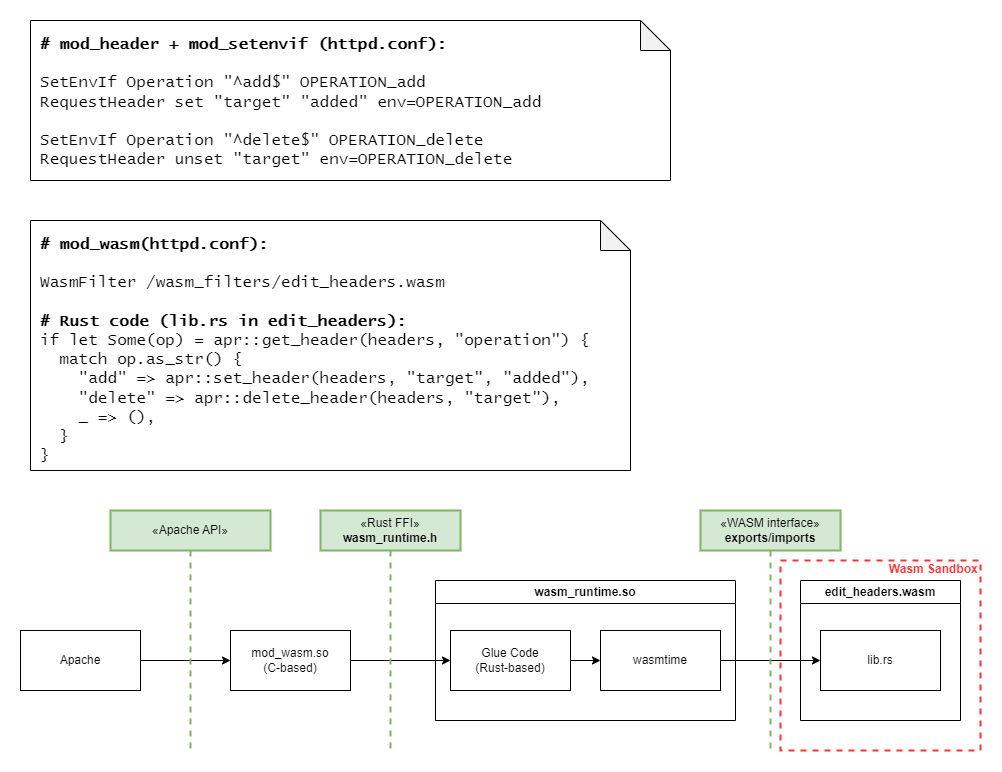 # mod_header + mod_setenvif (httpd.conf):
SetEnvIf Operation "^add$" OPERATION_add
RequestHeader set "target" "added" env=OPERATION_add
SetEnvIf Operation "^delete$" OPERATION_delete
RequestHeader unset "target" env=OPERATION_delete
# mod_wasm(httpd.conf):
WasmFilter /wasm_filters/edit_headers.wasm
# Rust code (lib.rs in edit_headers):
if let Some(op) = apr::get_header(headers, "operation") {
  match op.as_str() {
    "add" => apr::set_header(headers, "target", "added"),
    "delete" => apr::delete_header(headers, "target"),
    _ => (),
  }
}
«Apache API»
«Rust FFI»
wasm_runtime.h
«WASM interface»
exports/imports
Wasm Sandbox
wasm_runtime.so
edit_headers.wasm
Apache
mod_wasm.so
(C-based)
Glue Code
(Rust-based)
wasmtime
lib.rs